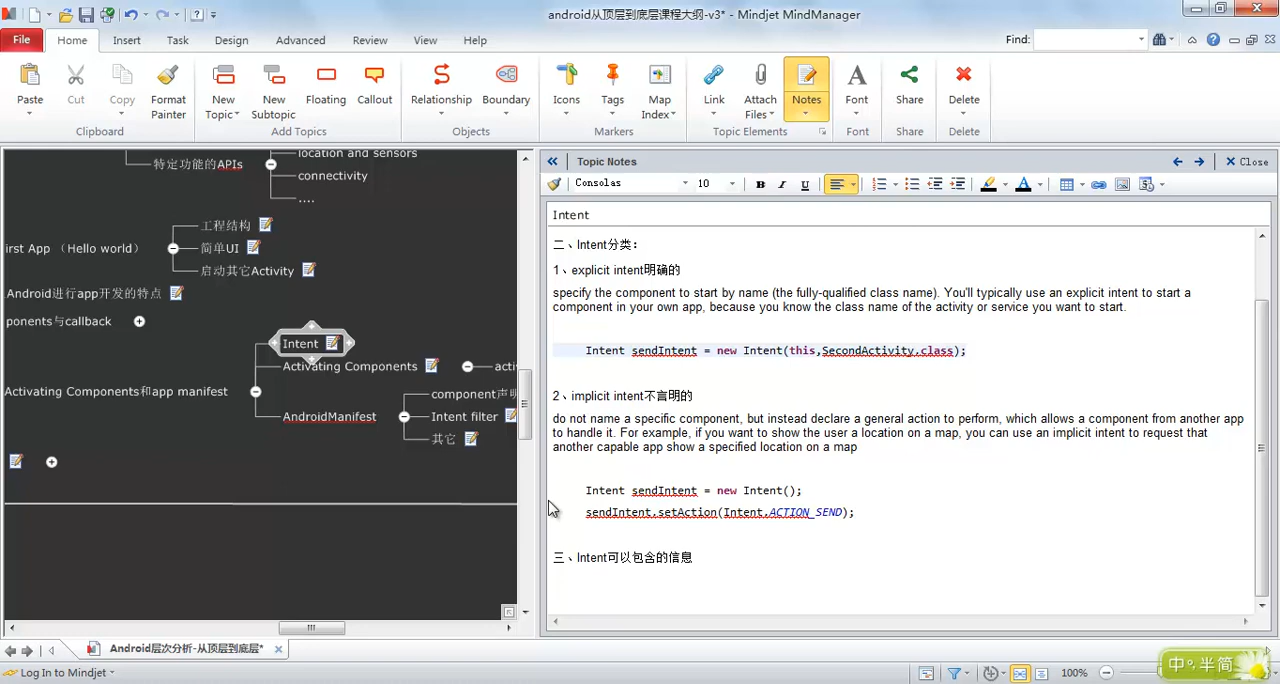 android从顶层到底层课程大纲-v3* - Mindjet MindManager
File Home Insert Task Design Advanced Review View Help Find:
Paste Cut Copy Format Painter New Topic New Subtopic Floating Callout Relationship Boundary Icons Tags Map Index Link Attach Files Notes Font Share Delete
Clipboard Add Topics Objects Markers Topic Elements Font Share Delete
location and sensors
特定功能的APIs
connectivity
....
工程结构
irst App （Hello world）
简单UI
启动其它Activity
Android进行app开发的特点
ponents与callback
Intent
Activating Components
activ
Activating Components和app manifest
component声明
AndroidManifest
Intent filter
其它
Topic Notes Close
Consolas 10 B I U
Intent
二、Intent分类：
1、explicit intent明确的
specify the component to start by name (the fully-qualified class name). You'll typically use an explicit intent to start a
component in your own app, because you know the class name of the activity or service you want to start.
Intent sendIntent = new Intent(this,SecondActivity.class);
2、implicit intent不言明的
do not name a specific component, but instead declare a general action to perform, which allows a component from another app
to handle it. For example, if you want to show the user a location on a map, you can use an implicit intent to request that
another capable app show a specified location on a map
Intent sendIntent = new Intent();
sendIntent.setAction(Intent.ACTION_SEND);
三、Intent可以包含的信息
Android层次分析-从顶层到底层*
Log In to Mindjet
100%
中°,半简